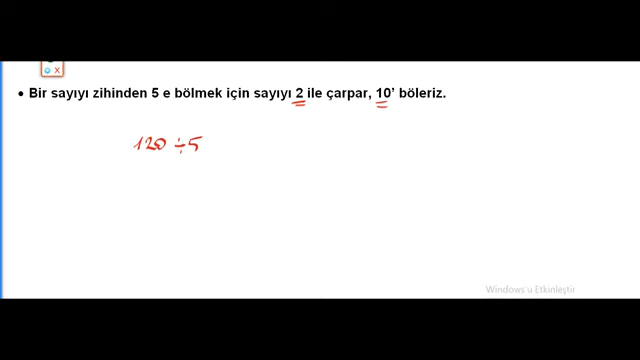 • Bir sayıyı zihinden 5 e bölmek için sayıyı 2 ile çarpar, 10' böleriz.
120 ÷5
Windows'u Etkinleştir